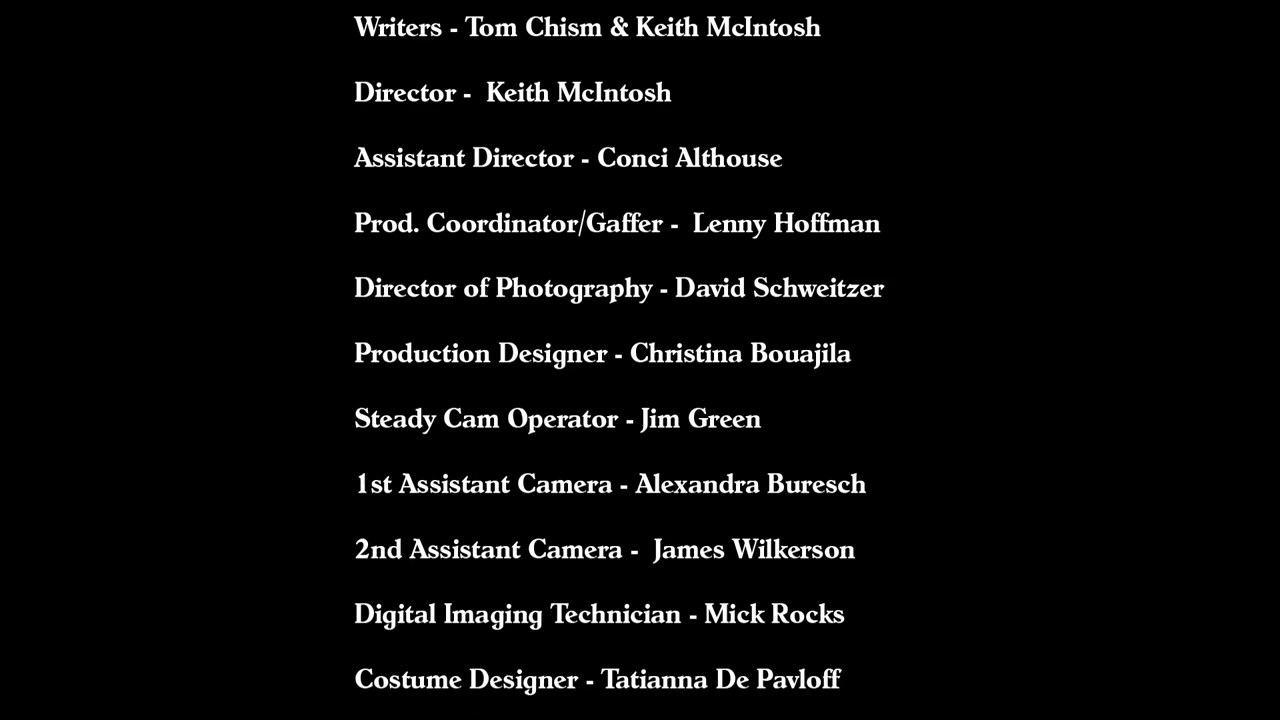 Writers - Tom Chism & Keith McIntosh
Director -  Keith McIntosh
Assistant Director - Conci Althouse
Prod. Coordinator/Gaffer -  Lenny Hoffman
Director of Photography - David Schweitzer
Production Designer - Christina Bouajila
Steady Cam Operator - Jim Green
1st Assistant Camera - Alexandra Buresch
2nd Assistant Camera -  James Wilkerson
Digital Imaging Technician - Mick Rocks
Costume Designer - Tatianna De Pavloff